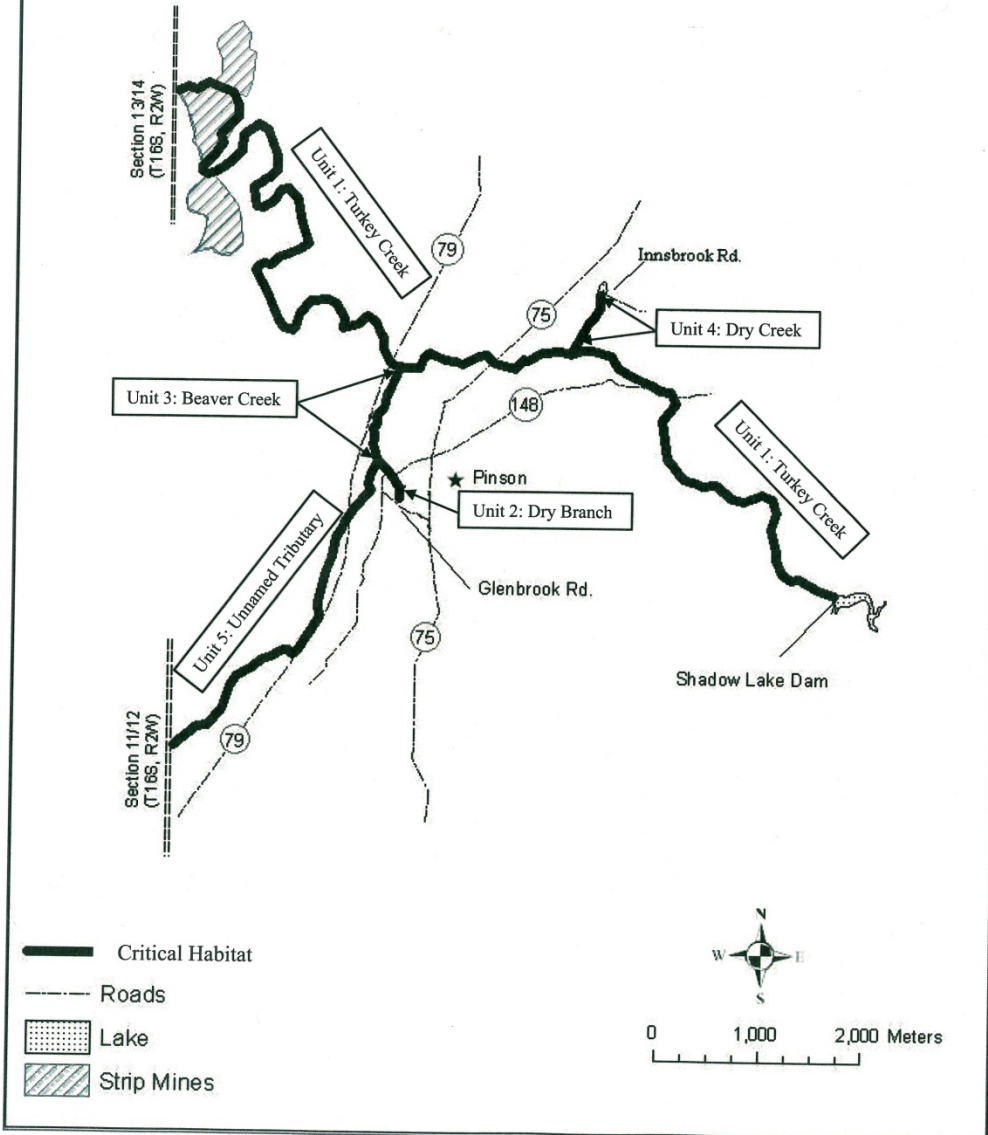 Section 13/14
(T16S, R2W)
Unit 1: Turkey Creek
79
75
Innsbrook Rd.
Unit 4: Dry Creek
Unit 3: Beaver Creek
148
Unit 1: Turkey Creek
Pinson
Unit 2: Dry Branch
Glenbrook Rd.
Unit 5: Unnamed Tributary
75
Shadow Lake Dam
Section 11/12
(T16S, R2W)
79
Critical Habitat
Roads
Lake
Strip Mines
N
W E
S
0 1,000 2,000 Meters